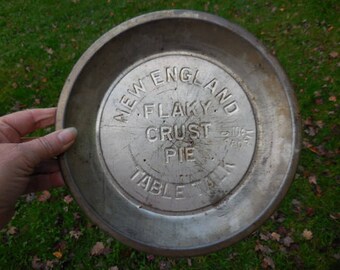 NEW ENGLAND
FLAKY
CRUST
PIE
TABLE TALK